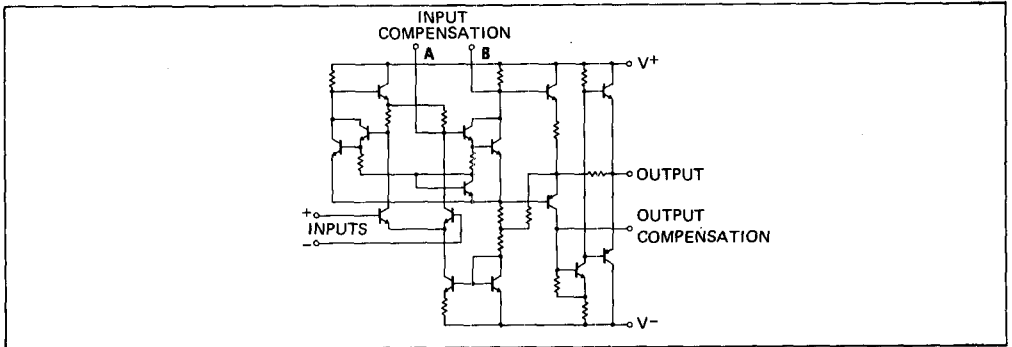 INPUT
COMPENSATION
A B
V+
OUTPUT
+
INPUTS
OUTPUT
COMPENSATION
−
V−